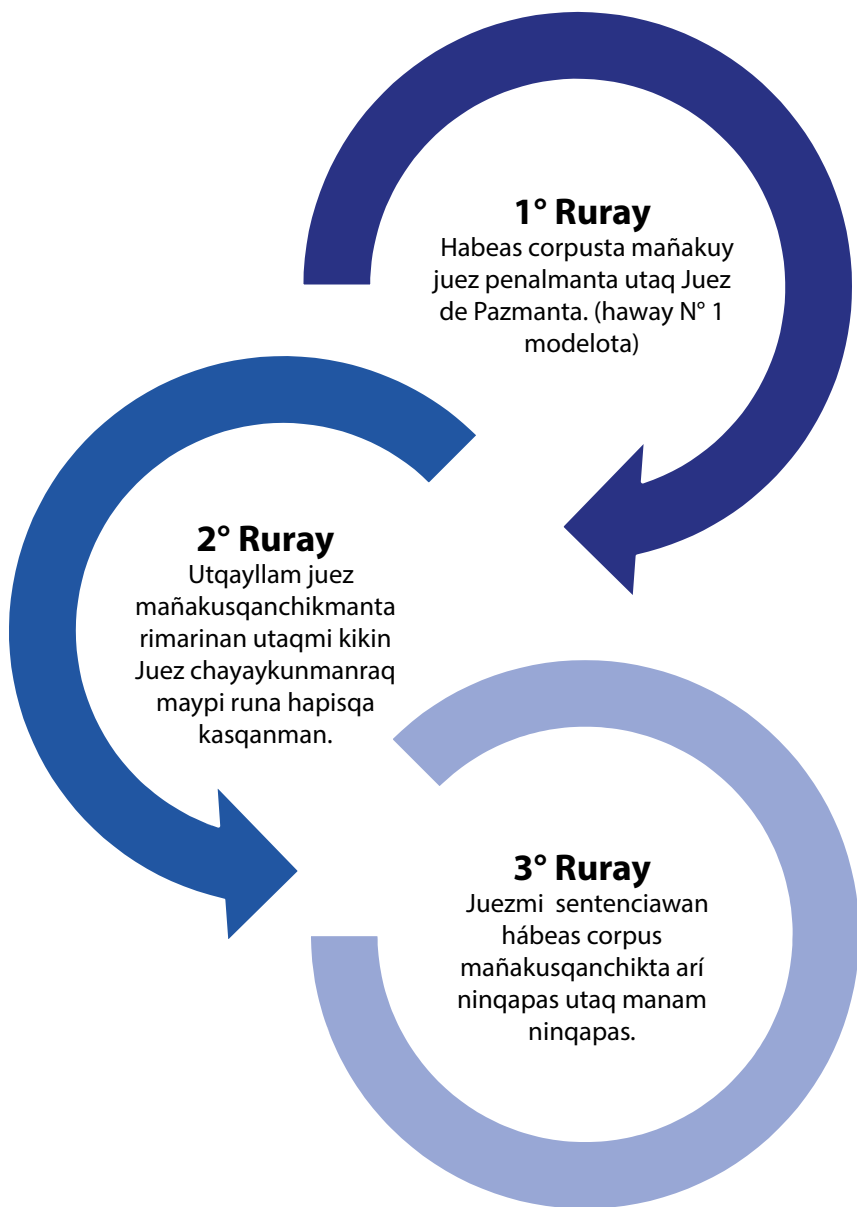 1° Ruray
Habeas corpusta mañakuy
juez penalmanta utaq Juez
de Pazmanta. (haway N° 1
modelota)
2° Ruray
Utqayllam juez
mañakusqanchikmanta
rimarinan utaqmi kikin
Juez chayaykunmanraq
maypi runa hapisqa
kasqanman.
3° Ruray
Juezmi sentenciawan
hábeas corpus
mañakusqanchikta arí
ninqapas utaq manam
ninqapas.